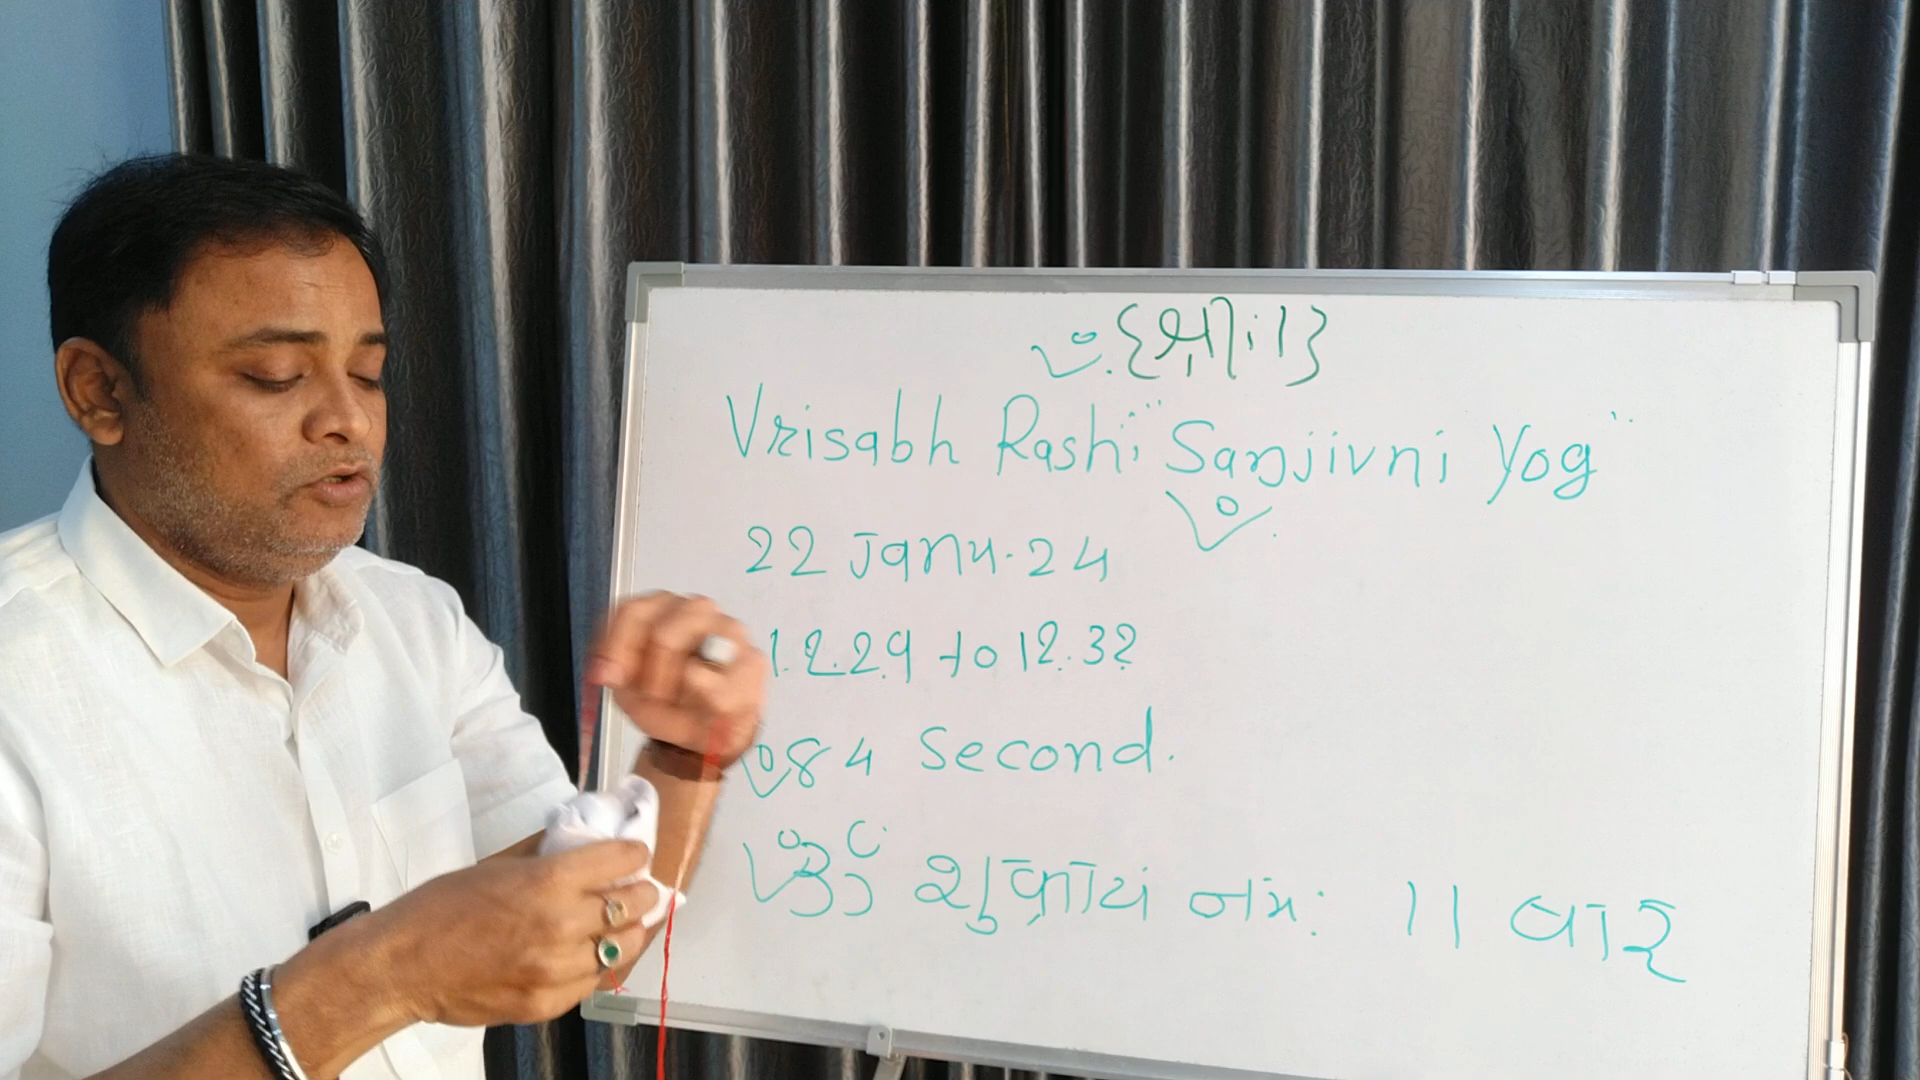 {श्रीः।}
Vrisabh Rashi "Sanjivni Yog"
22 Janu. 24
12.29 to 12.32
84 Second.
ॐ शुक्राय नमः 11 बार